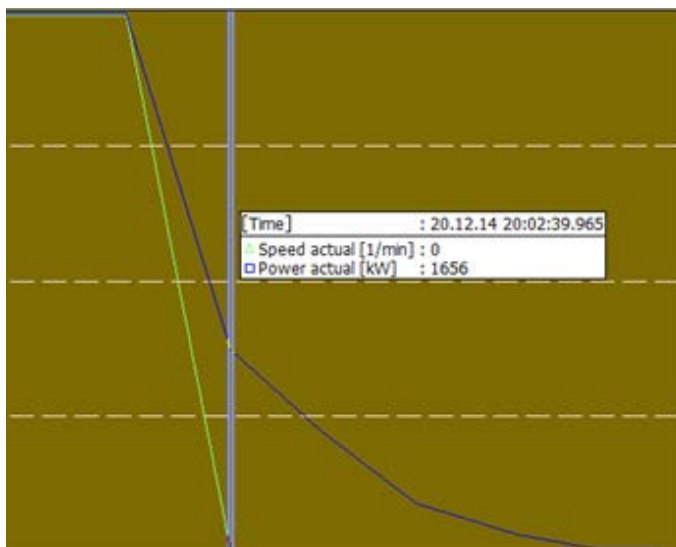 [Time] : 20.12.14 20:02:39.965
Speed actual [1/min] : 0
Power actual [kW] : 1656